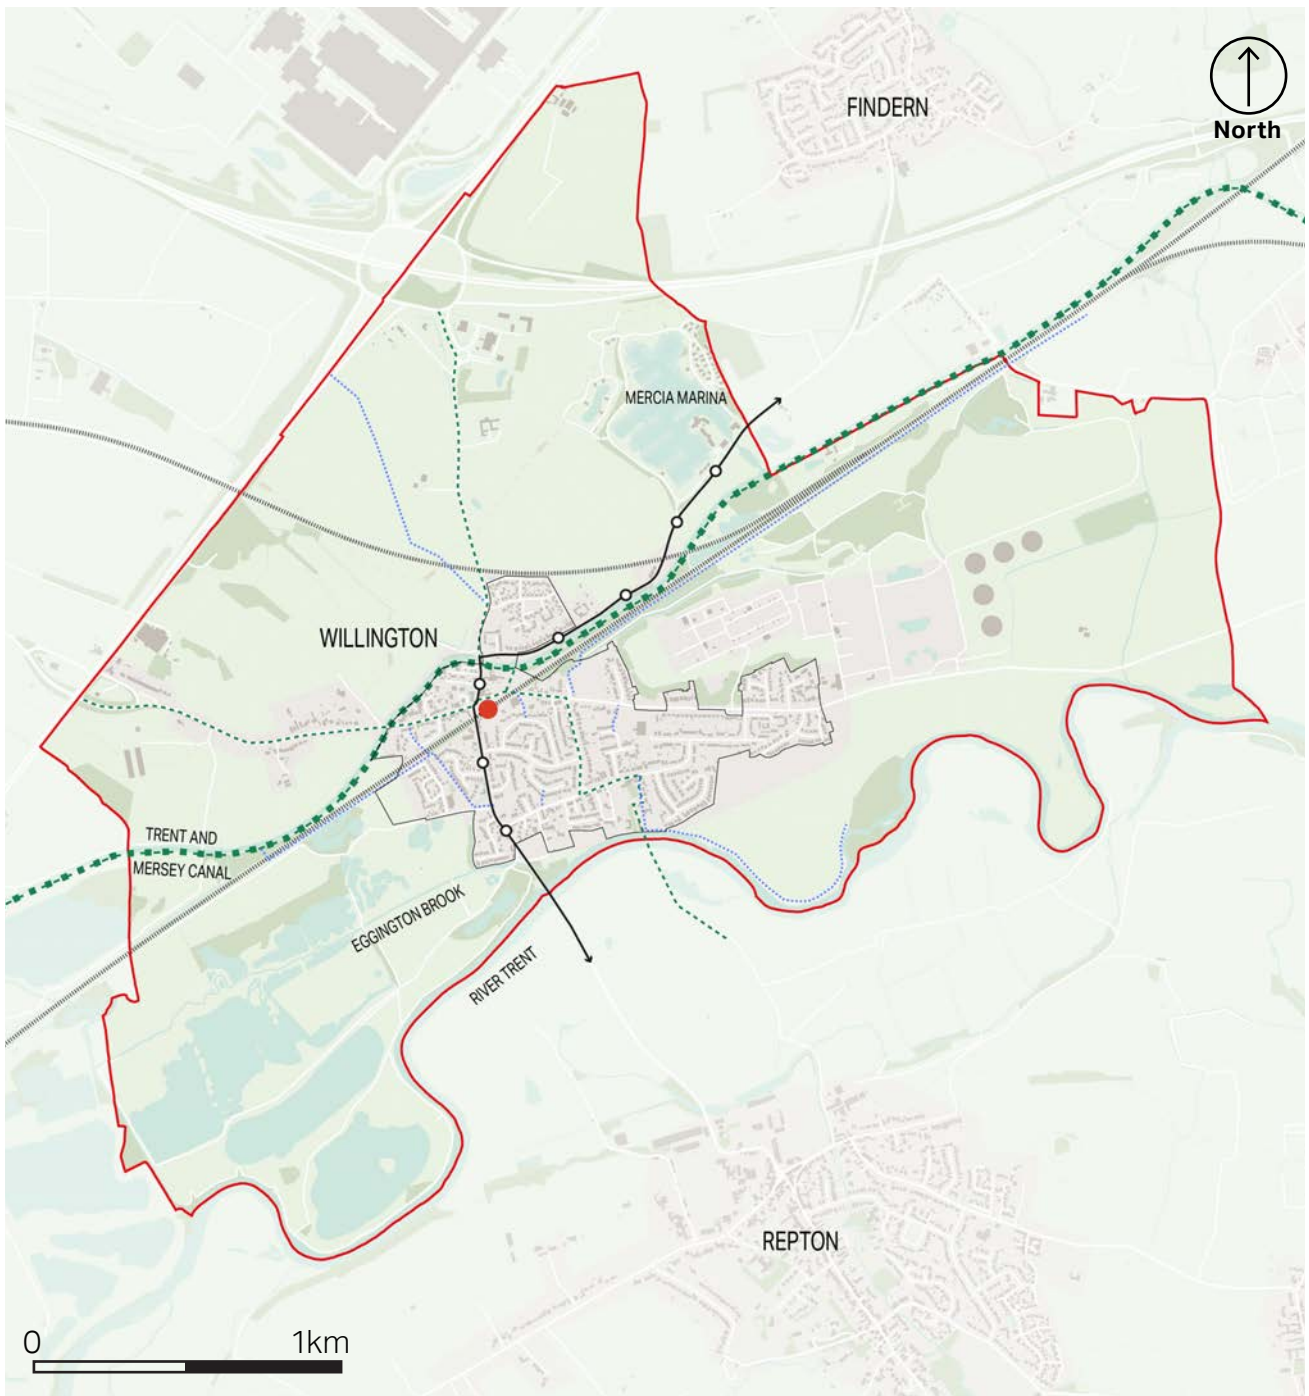 FINDERN
North
MERCIA MARINA
WILLINGTON
TRENT AND
MERSEY CANAL
EGGINGTON BROOK
RIVER TRENT
REPTON
0 1km